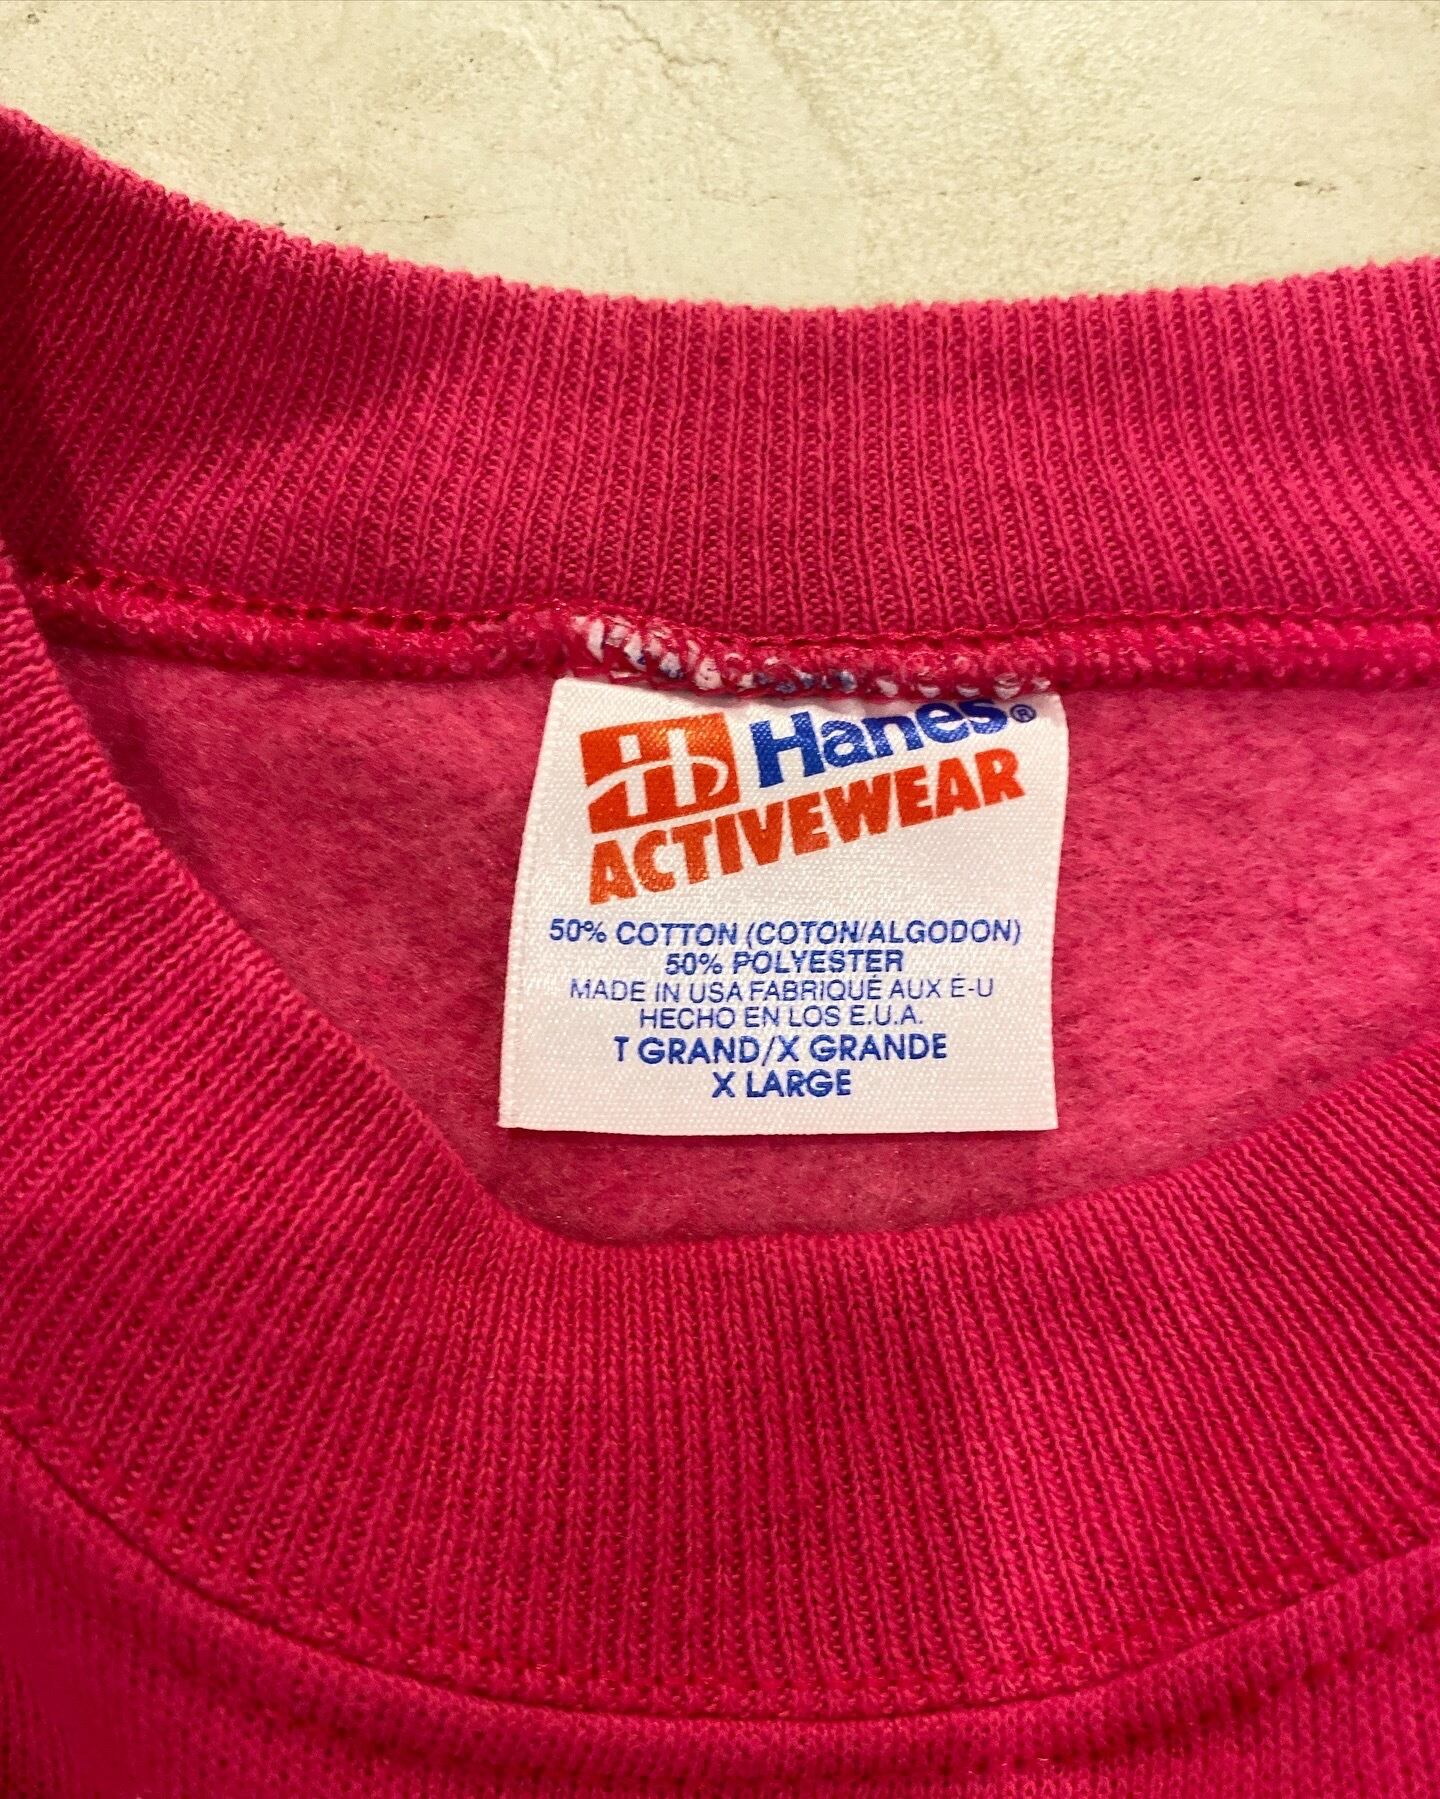 Hanes®
ACTIVEWEAR
50% COTTON (COTON/ALGODON)
50% POLYESTER
MADE IN USA FABRIQUÉ AUX É-U
HECHO EN LOS E.U.A.
T GRAND/X GRANDE
X LARGE